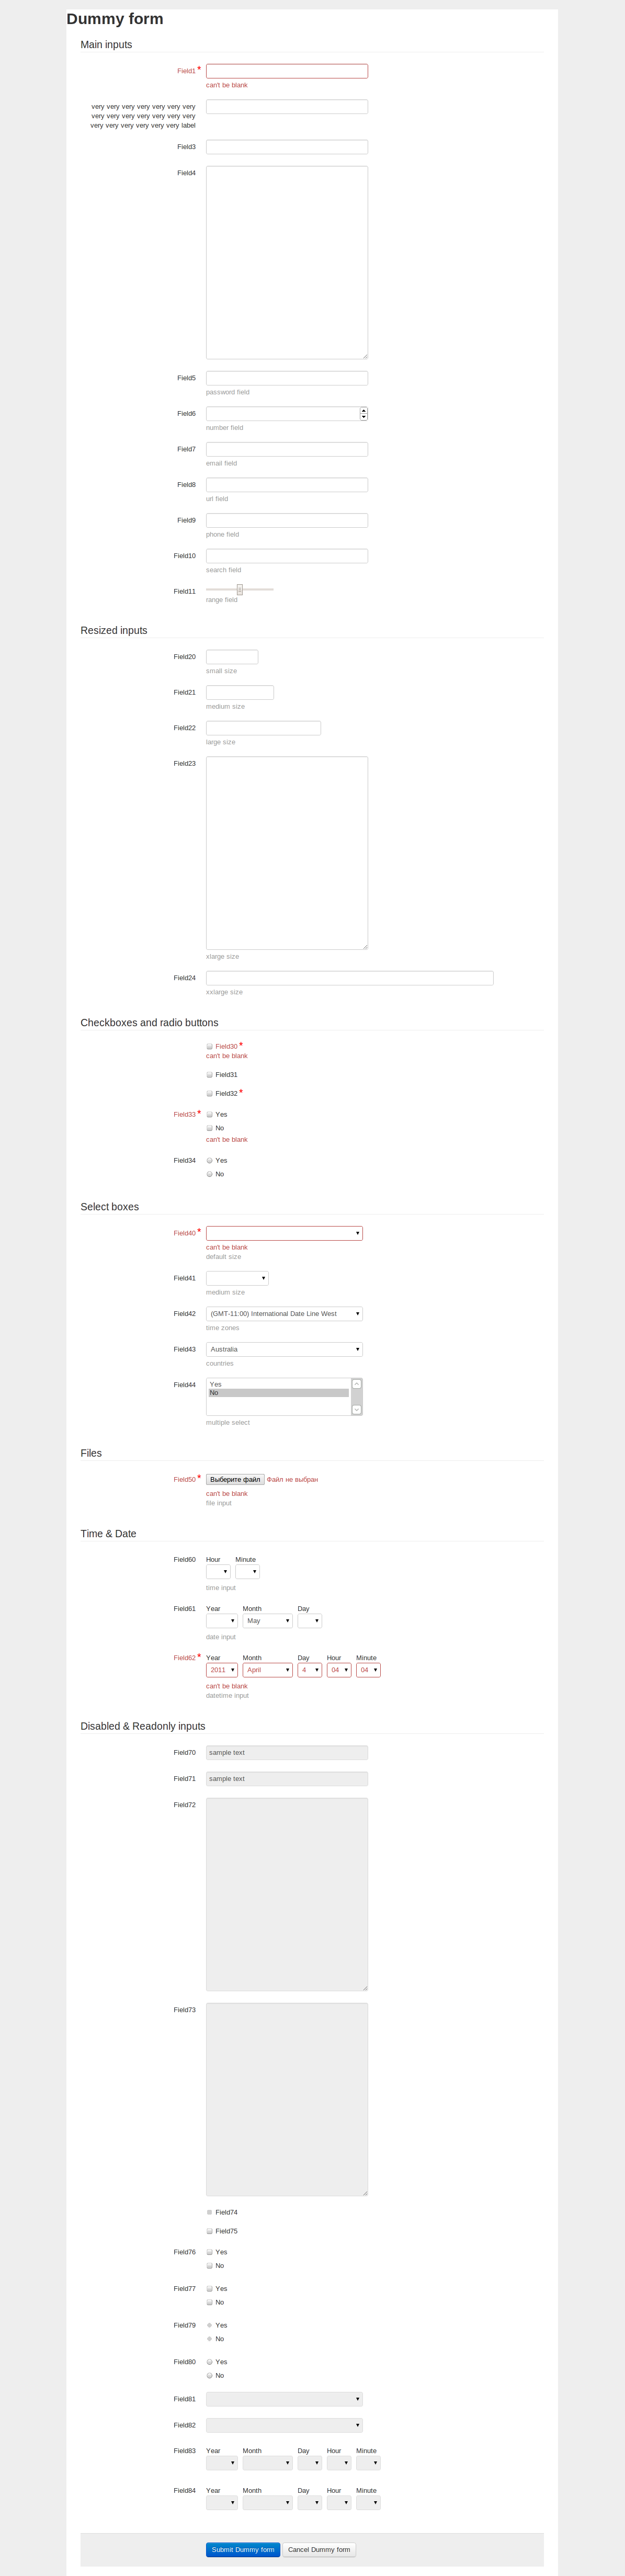 Dummy form
Main inputs
Field1 *
can't be blank
very very very very very very very
very very very very very very very
very very very very very very label
Field3
Field4
Field5
password field
Field6
number field
Field7
email field
Field8
url field
Field9
phone field
Field10
search field
Field11
range field
Resized inputs
Field20
small size
Field21
medium size
Field22
large size
Field23
xlarge size
Field24
xxlarge size
Checkboxes and radio buttons
Field30 *
can't be blank
Field31
Field32 *
Field33 * Yes
No
can't be blank
Field34 Yes
No
Select boxes
Field40 *
can't be blank
default size
Field41
medium size
Field42 (GMT-11:00) International Date Line West
time zones
Field43 Australia
countries
Field44 Yes
No
multiple select
Files
Field50 * Выберите файл Файл не выбран
can't be blank
file input
Time & Date
Field60 Hour Minute
time input
Field61 Year Month Day
May
date input
Field62 * Year Month Day Hour Minute
2011 April 4 04 04
can't be blank
datetime input
Disabled & Readonly inputs
Field70 sample text
Field71 sample text
Field72
Field73
Field74
Field75
Field76 Yes
No
Field77 Yes
No
Field79 Yes
No
Field80 Yes
No
Field81
Field82
Field83 Year Month Day Hour Minute
Field84 Year Month Day Hour Minute
Submit Dummy form Cancel Dummy form